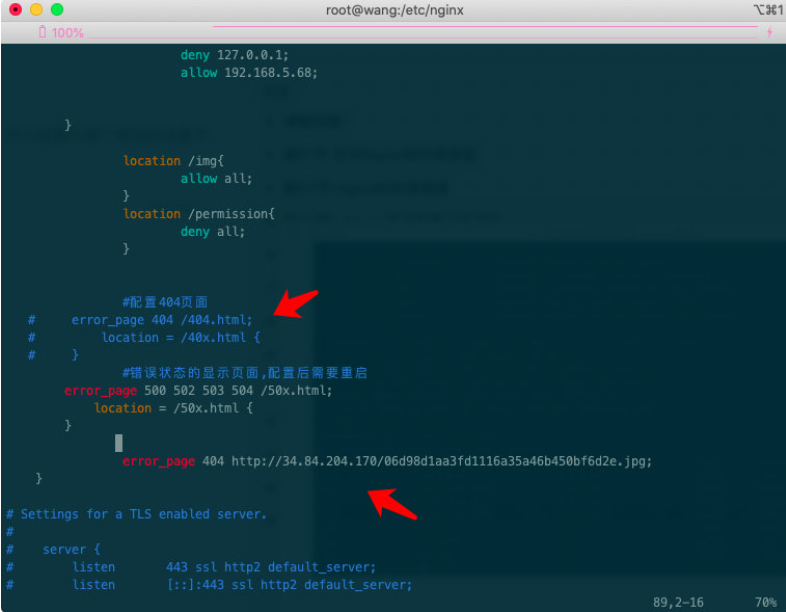 root@wang:/etc/nginx
⌥⌘1
100%
deny 127.0.0.1;
allow 192.168.5.68;
}
location /img{
allow all;
}
location /permission{
deny all;
}
#配置404页面
# error_page 404 /404.html;
# location = /40x.html {
# }
#错误状态的显示页面,配置后需要重启
error_page 500 502 503 504 /50x.html;
location = /50x.html {
}
error_page 404 http://34.84.204.170/06d98d1aa3fd1116a35a46b450bf6d2e.jpg;
}
# Settings for a TLS enabled server.
#
# server {
# listen 443 ssl http2 default_server;
# listen [::]:443 ssl http2 default_server;
89,2-16 70%